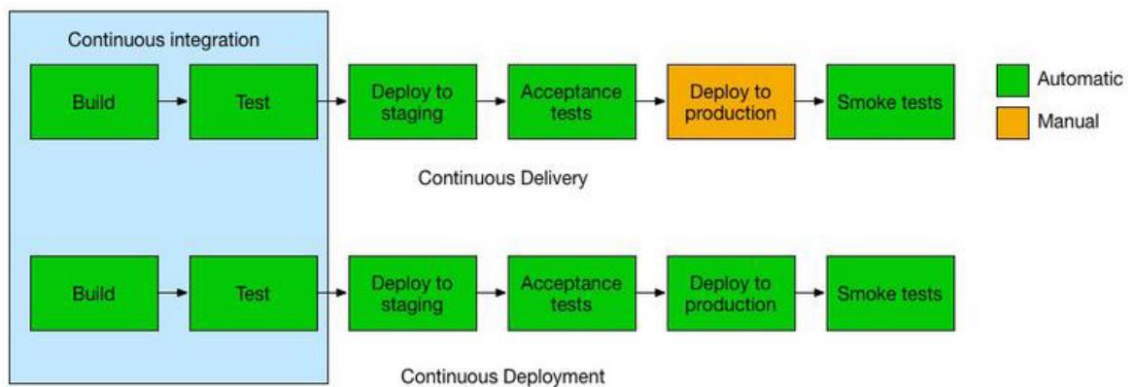 Continuous integration
Build
Test
Deploy to
staging
Acceptance
tests
Deploy to
production
Smoke tests
Automatic
Manual
Continuous Delivery
Build
Test
Deploy to
staging
Acceptance
tests
Deploy to
production
Smoke tests
Continuous Deployment